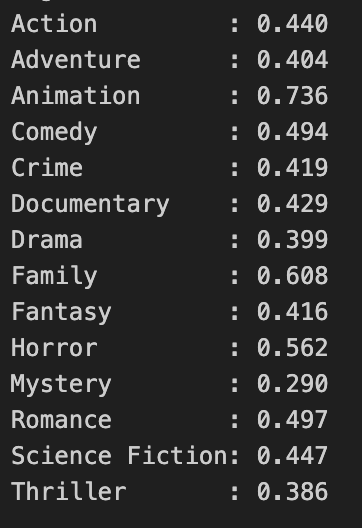 Action        : 0.440
Adventure     : 0.404
Animation     : 0.736
Comedy        : 0.494
Crime         : 0.419
Documentary   : 0.429
Drama         : 0.399
Family        : 0.608
Fantasy       : 0.416
Horror        : 0.562
Mystery       : 0.290
Romance       : 0.497
Science Fiction: 0.447
Thriller      : 0.386